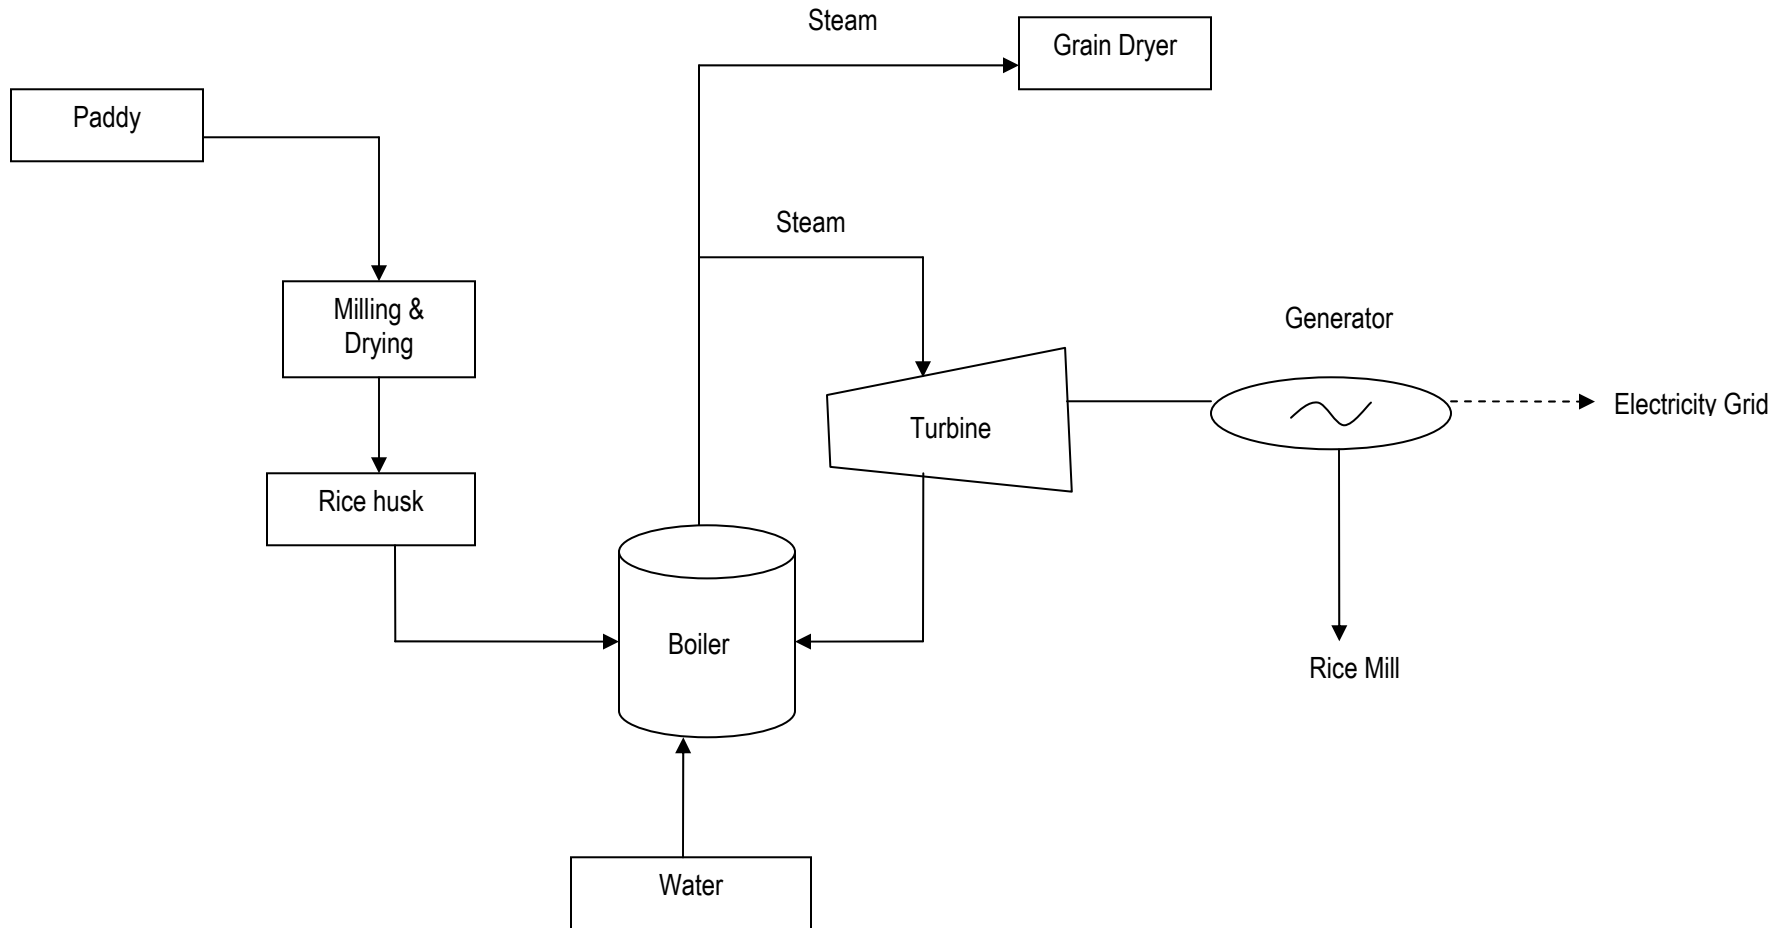 Steam
Grain Dryer
Paddy
Steam
Milling &
Drying
Generator
Electricity Grid
Turbine
Rice husk
Boiler
Rice Mill
Water